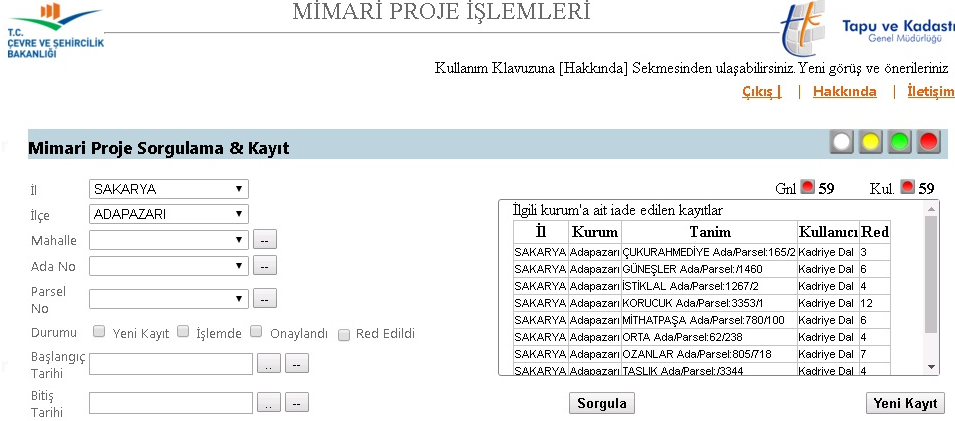 MİMARİ PROJE İŞLEMLERİ
T.C.
ÇEVRE VE ŞEHİRCİLİK
BAKANLIĞI
Tapu ve Kadastr
Genel Müdürlüğü
Kullanım Klavuzuna [Hakkında] Sekmesinden ulaşabilirsiniz.Yeni görüş ve önerileriniz
Çıkış | | Hakkında | İletişim
Mimari Proje Sorgulama & Kayıt
İl SAKARYA
İlçe ADAPAZARI
Mahalle --
Ada No --
Parsel No --
Durumu Yeni Kayıt İşlemde Onaylandı Red Edildi
Başlangıç Tarihi .. --
Bitiş Tarihi .. --
Gnl 59 Kul. 59
İlgili kurum'a ait iade edilen kayıtlar
İl Kurum Tanim Kullanıcı Red
SAKARYA Adapazarı ÇUKURAHMEDİYE Ada/Parsel:165/2 Kadriye Dal 3
SAKARYA Adapazarı GÜNEŞLER Ada/Parsel:/1460 Kadriye Dal 6
SAKARYA Adapazarı İSTİKLAL Ada/Parsel:1267/2 Kadriye Dal 4
SAKARYA Adapazarı KORUCUK Ada/Parsel:3353/1 Kadriye Dal 12
SAKARYA Adapazarı MİTHATPAŞA Ada/Parsel:780/100 Kadriye Dal 6
SAKARYA Adapazarı ORTA Ada/Parsel:62/238 Kadriye Dal 4
SAKARYA Adapazarı OZANLAR Ada/Parsel:805/718 Kadriye Dal 7
SAKARYA Adapazarı TAŞLIK Ada/Parsel:/3344 Kadriye Dal 4
Sorgula
Yeni Kayıt